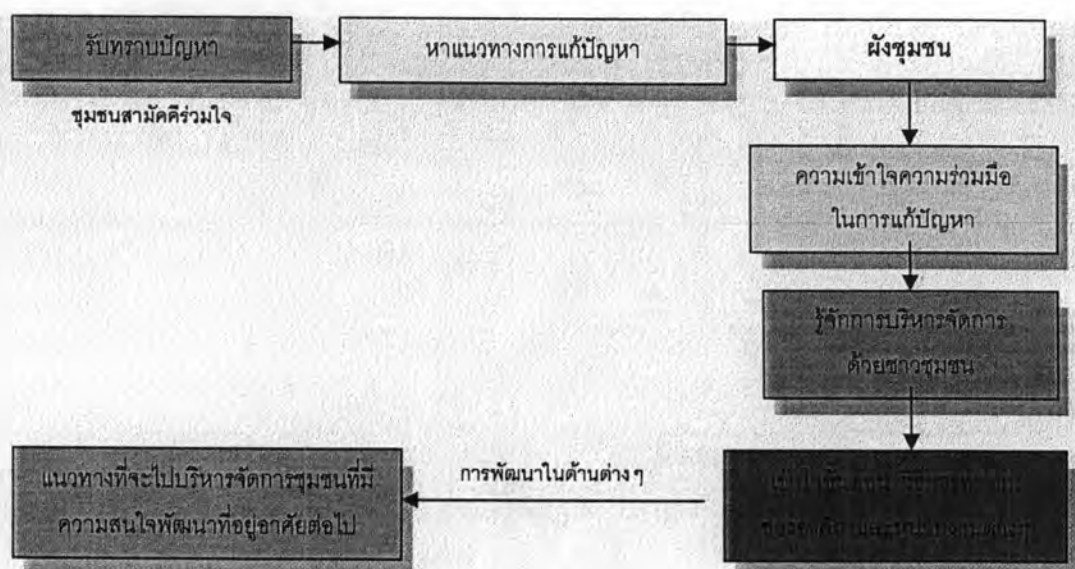 รับทราบปัญหา
หาแนวทางการแก้ปัญหา
ผังชุมชน
ชุมชนสามัคคีร่วมใจ
ความเข้าใจความร่วมมือ
ในการแก้ปัญหา
รู้จักการบริหารจัดการ
ด้วยชาวชุมชน
การพัฒนาในด้านต่างๆ
แนวทางที่จะไปบริหารจัดการชุมชนที่มี
ความสนใจพัฒนาที่อยู่อาศัยต่อไป